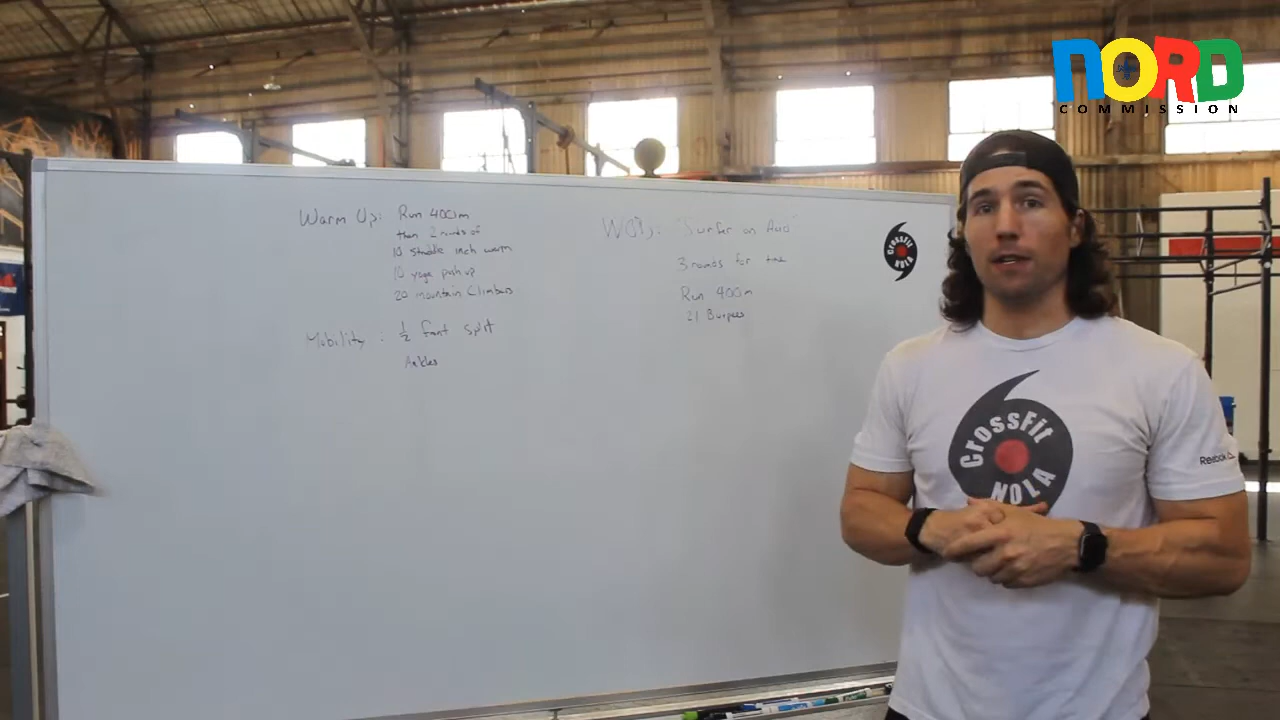 NORD
COMMISSION
Warm Up: Run 400m
then 2 rounds of
10 Straddle inch worm
10 yoga push up
20 mountain Climbers
Mobility: ½ front split
Ankles
WOD: "Surfer on Acid"
3 rounds for time
Run 400m
21 Burpees
CrossFit
NOLA
CrossFit
NOLA
Reebok